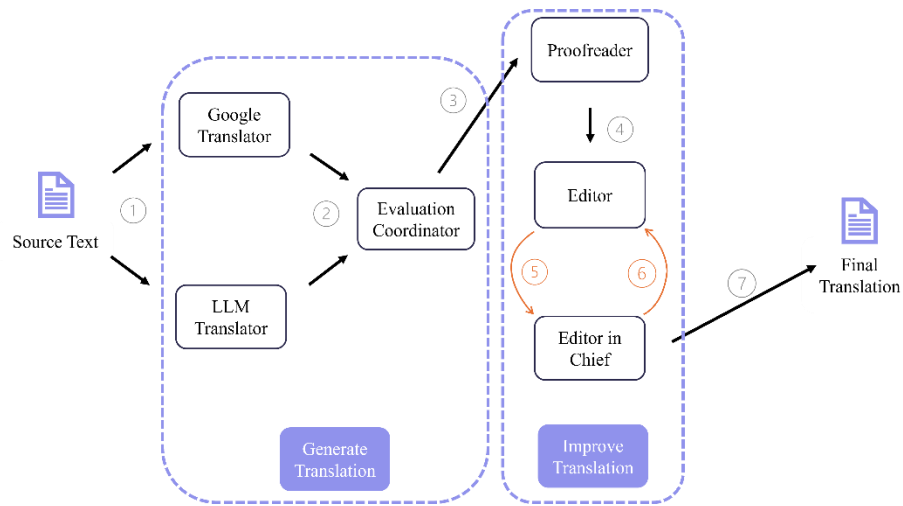 Source Text
①
Google
Translator
LLM
Translator
②
Evaluation
Coordinator
Generate
Translation
③
Proofreader
④
Editor
⑤
⑥
Editor in
Chief
Improve
Translation
⑦
Final
Translation